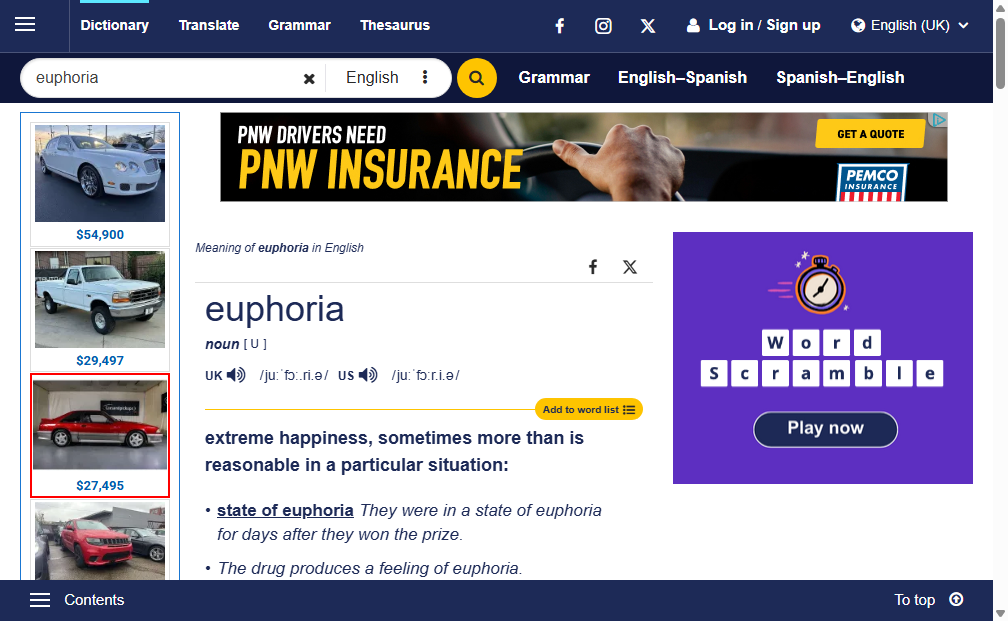 Dictionary Translate Grammar Thesaurus Log in / Sign up English (UK)
euphoria English Grammar English–Spanish Spanish–English
PNW DRIVERS NEED
PNW INSURANCE
GET A QUOTE
PEMCO
INSURANCE
$54,900
$29,497
$27,495
Meaning of euphoria in English
euphoria
noun [ U ]
UK /juːˈfɔː.ri.ə/ US /juːˈfɔːr.i.ə/
Add to word list
extreme happiness, sometimes more than is
reasonable in a particular situation:
• state of euphoria They were in a state of euphoria
for days after they won the prize.
• The drug produces a feeling of euphoria.
Word
Scramble
Play now
Contents To top